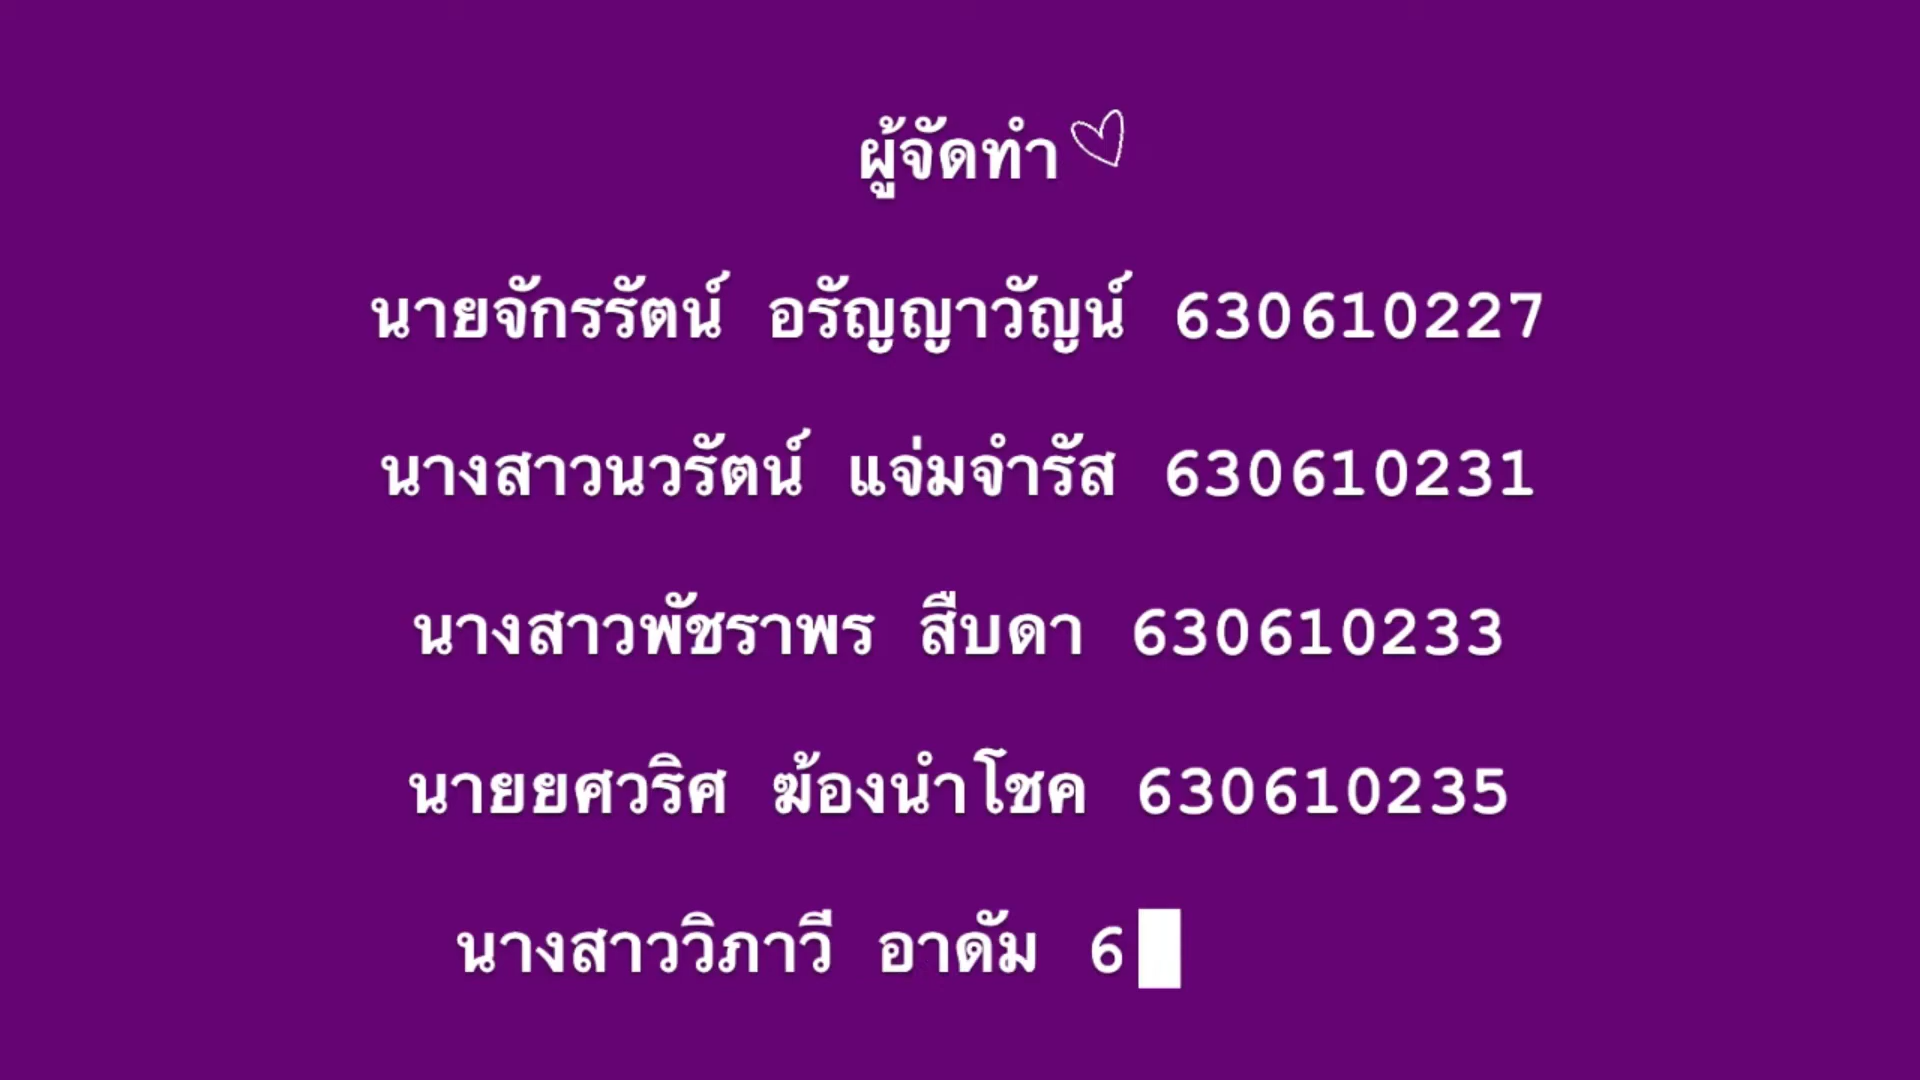 ผู้จัดทำ
นายจักรรัตน์ อรัญญาวัญน์ 630610227
นางสาวนวรัตน์ แจ่มจำรัส 630610231
นางสาวพัชราพร สืบดา 630610233
นายยศวริศ ฆ้องนำโชค 630610235
นางสาววิภาวี อาดัม 6